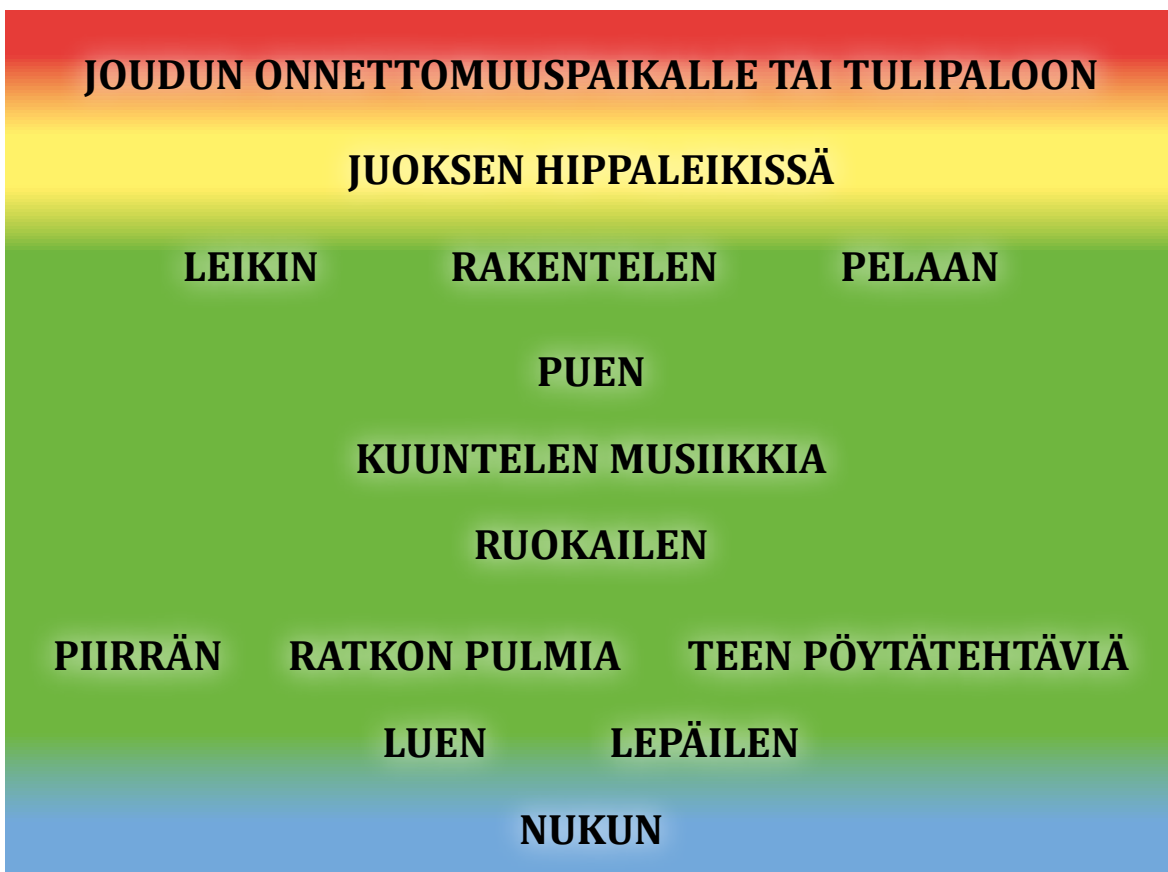 JOUDUN ONNETTOMUUSPAIKALLE TAI TULIPALOON
JUOKSEN HIPPALEIKISSÄ
LEIKIN RAKENTELEN PELAAN
PUEN
KUUNTELEN MUSIIKKIA
RUOKAILEN
PIIRRÄN RATKON PULMIA TEEN PÖYTÄTEHTÄVIÄ
LUEN LEPÄILEN
NUKUN